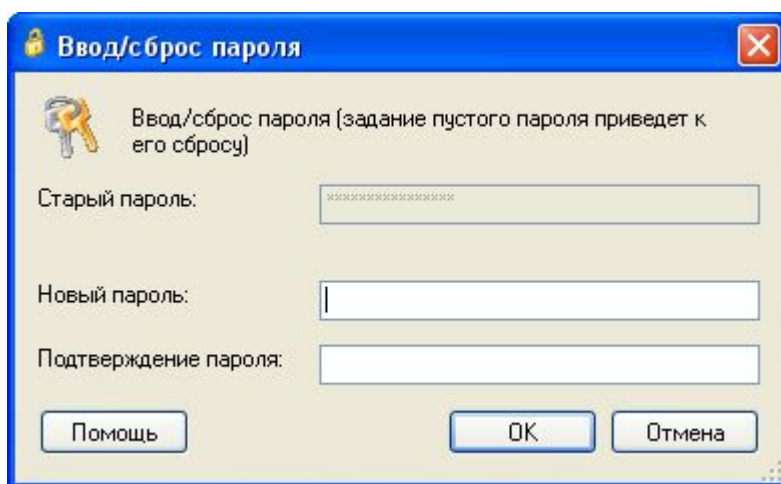 Ввод/сброс пароля
Ввод/сброс пароля (задание пустого пароля приведет к
его сбросу)
Старый пароль: ****************
Новый пароль:
Подтверждение пароля:
Помощь OK Отмена